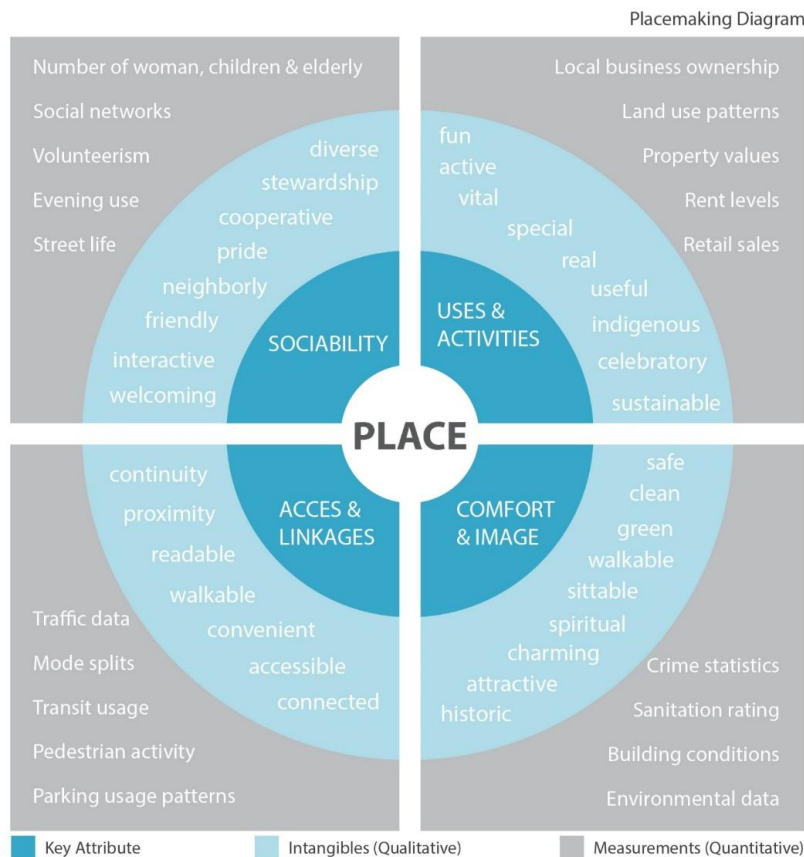 Placemaking Diagram
Number of woman, children & elderly
Social networks
Volunteerism
Evening use
Street life
diverse
stewardship
cooperative
pride
neighborly
friendly
interactive
welcoming
SOCIABILITY
Local business ownership
Land use patterns
Property values
Rent levels
Retail sales
fun
active
vital
special
real
useful
indigenous
celebratory
sustainable
USES &
ACTIVITIES
PLACE
ACCES &
LINKAGES
continuity
proximity
readable
walkable
convenient
accessible
connected
Traffic data
Mode splits
Transit usage
Pedestrian activity
Parking usage patterns
COMFORT
& IMAGE
safe
clean
green
walkable
sittable
spiritual
charming
attractive
historic
Crime statistics
Sanitation rating
Building conditions
Environmental data
Key Attribute
Intangibles (Qualitative)
Measurements (Quantitative)